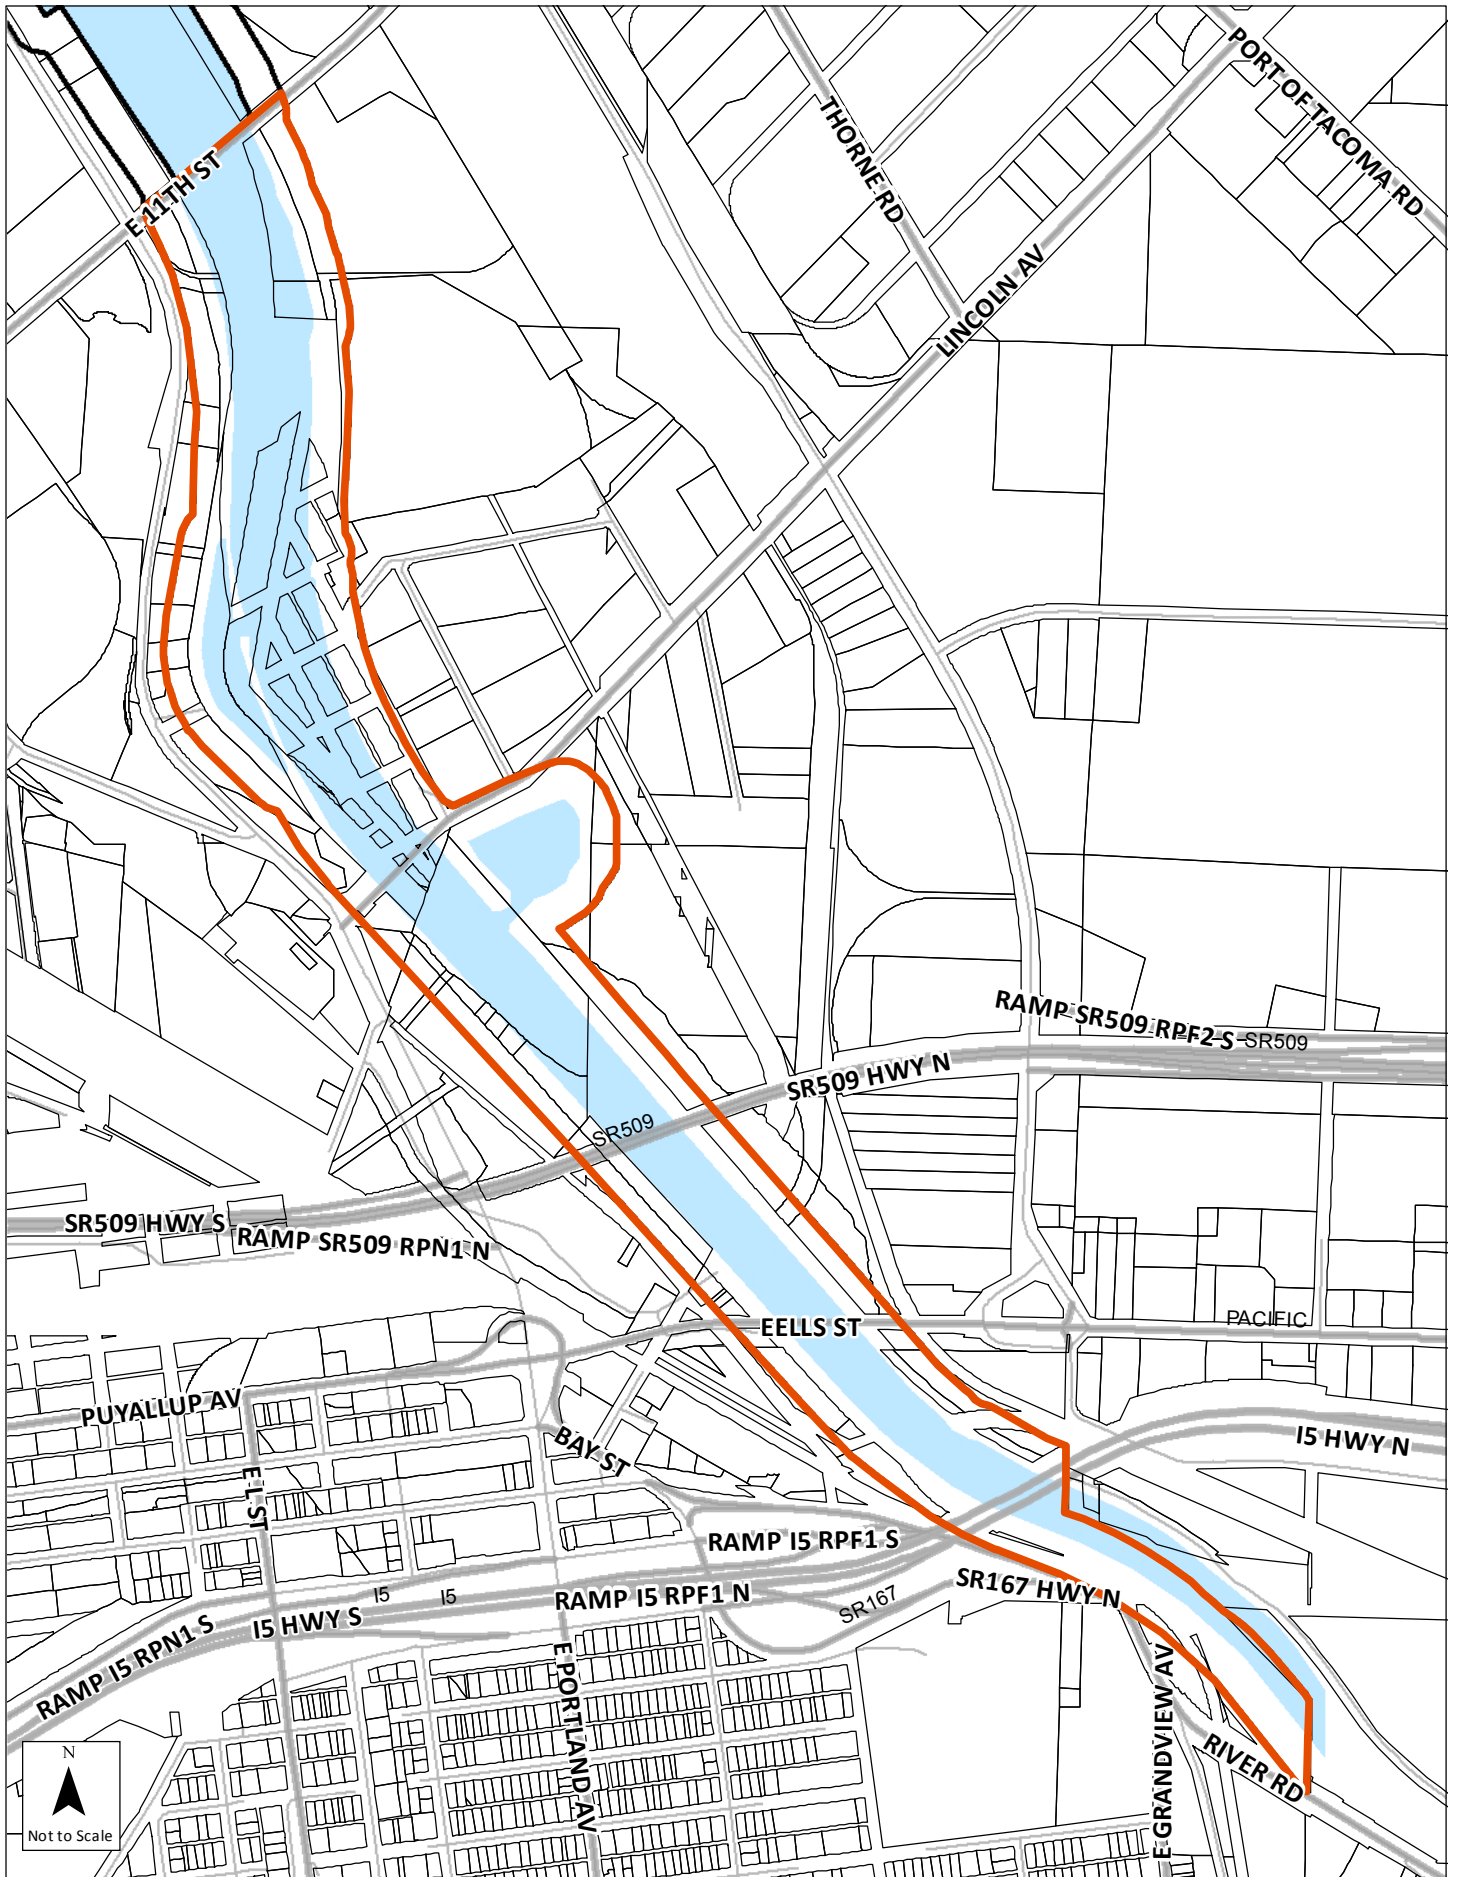 PORT OF TACOMA RD
THORNE RD
E 11TH ST
LINCOLN AV
RAMP SR509 RPF2 S
SR509
SR509 HWY N
SR509
SR509 HWY S
RAMP SR509 RPN1 N
PACIFIC
EELLS ST
PUYALLUP AV
BAY ST
I5 HWY N
E L ST
RAMP I5 RPF1 S
I5
I5
RAMP I5 RPF1 N
SR167 HWY N
SR167
I5 HWY S
RAMP I5 RPN1 S
E PORTLAND AV
E GRANDVIEW AV
RIVER RD
N
Not to Scale